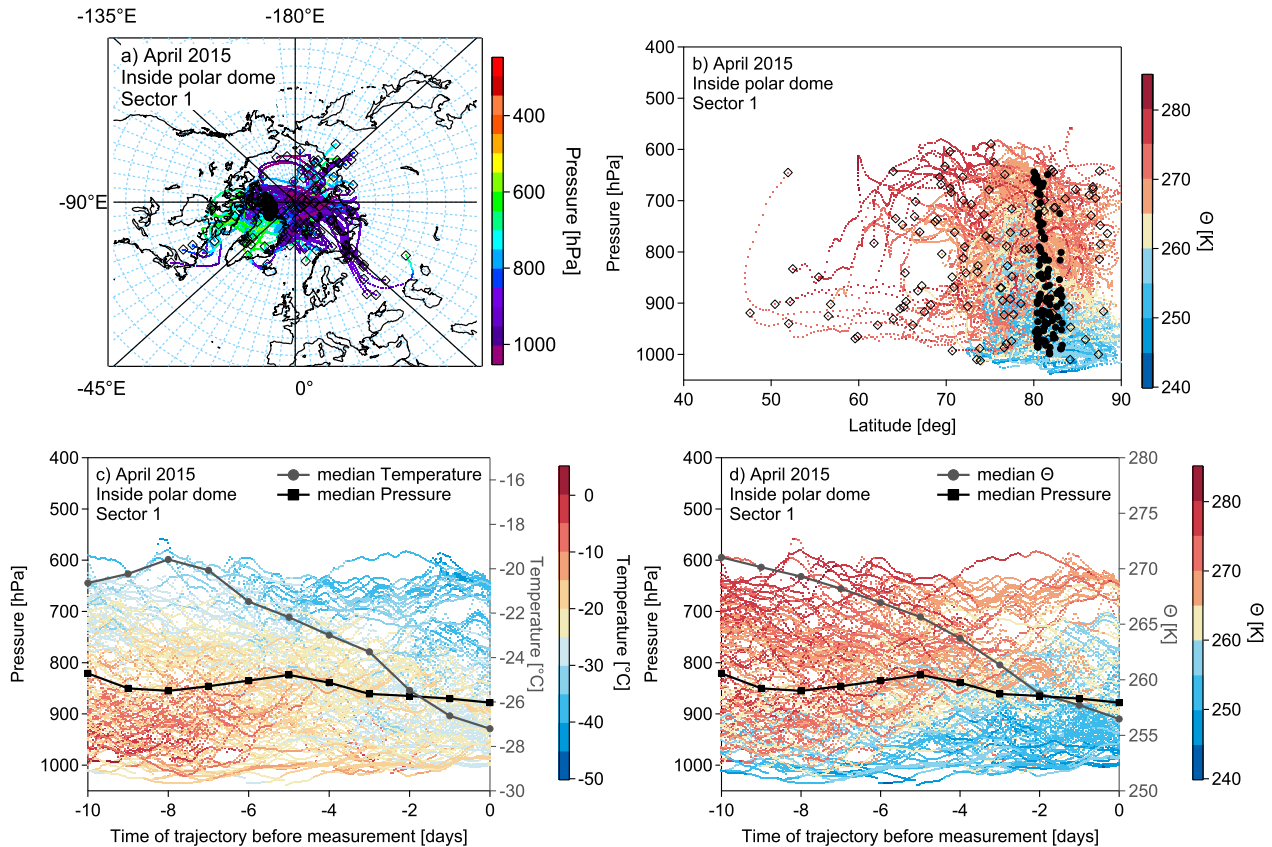 -135°E
-180°E
a) April 2015
Inside polar dome
Sector 1
-90°E
-45°E
0°
400
600
800
1000
Pressure [hPa]
b) April 2015
Inside polar dome
Sector 1
400
500
600
700
800
900
1000
Pressure [hPa]
40
50
60
70
80
90
Latitude [deg]
280
270
260
250
240
Θ [K]
c) April 2015
Inside polar dome
Sector 1
median Temperature
median Pressure
400
500
600
700
800
900
1000
Pressure [hPa]
-10
-8
-6
-4
-2
0
Time of trajectory before measurement [days]
-16
-18
-20
-22
-24
-26
-28
-30
Temperature [°C]
0
-10
-20
-30
-40
-50
Temperature [°C]
d) April 2015
Inside polar dome
Sector 1
median Θ
median Pressure
400
500
600
700
800
900
1000
Pressure [hPa]
-10
-8
-6
-4
-2
0
Time of trajectory before measurement [days]
280
275
270
265
260
255
250
Θ [K]
280
270
260
250
240
Θ [K]